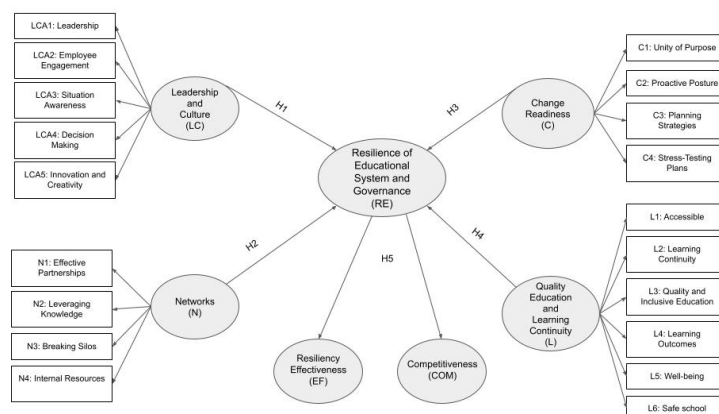 LCA1: Leadership
LCA2: Employee
Engagement
LCA3: Situation
Awareness
LCA4: Decision
Making
LCA5: Innovation and
Creativity
Leadership
and
Culture
(LC)
H1
Resilience of
Educational
System and
Governance
(RE)
H3
Change
Readiness
(C)
C1: Unity of Purpose
C2: Proactive Posture
C3: Planning
Strategies
C4: Stress-Testing
Plans
N1: Effective
Partnerships
N2: Leveraging
Knowledge
N3: Breaking Silos
N4: Internal Resources
Networks
(N)
H2
H5
H4
Resiliency
Effectiveness
(EF)
Competitiveness
(COM)
Quality
Education
and
Learning
Continuity
(L)
L1: Accessible
L2: Learning
Continuity
L3: Quality and
Inclusive Education
L4: Learning
Outcomes
L5: Well-being
L6: Safe school